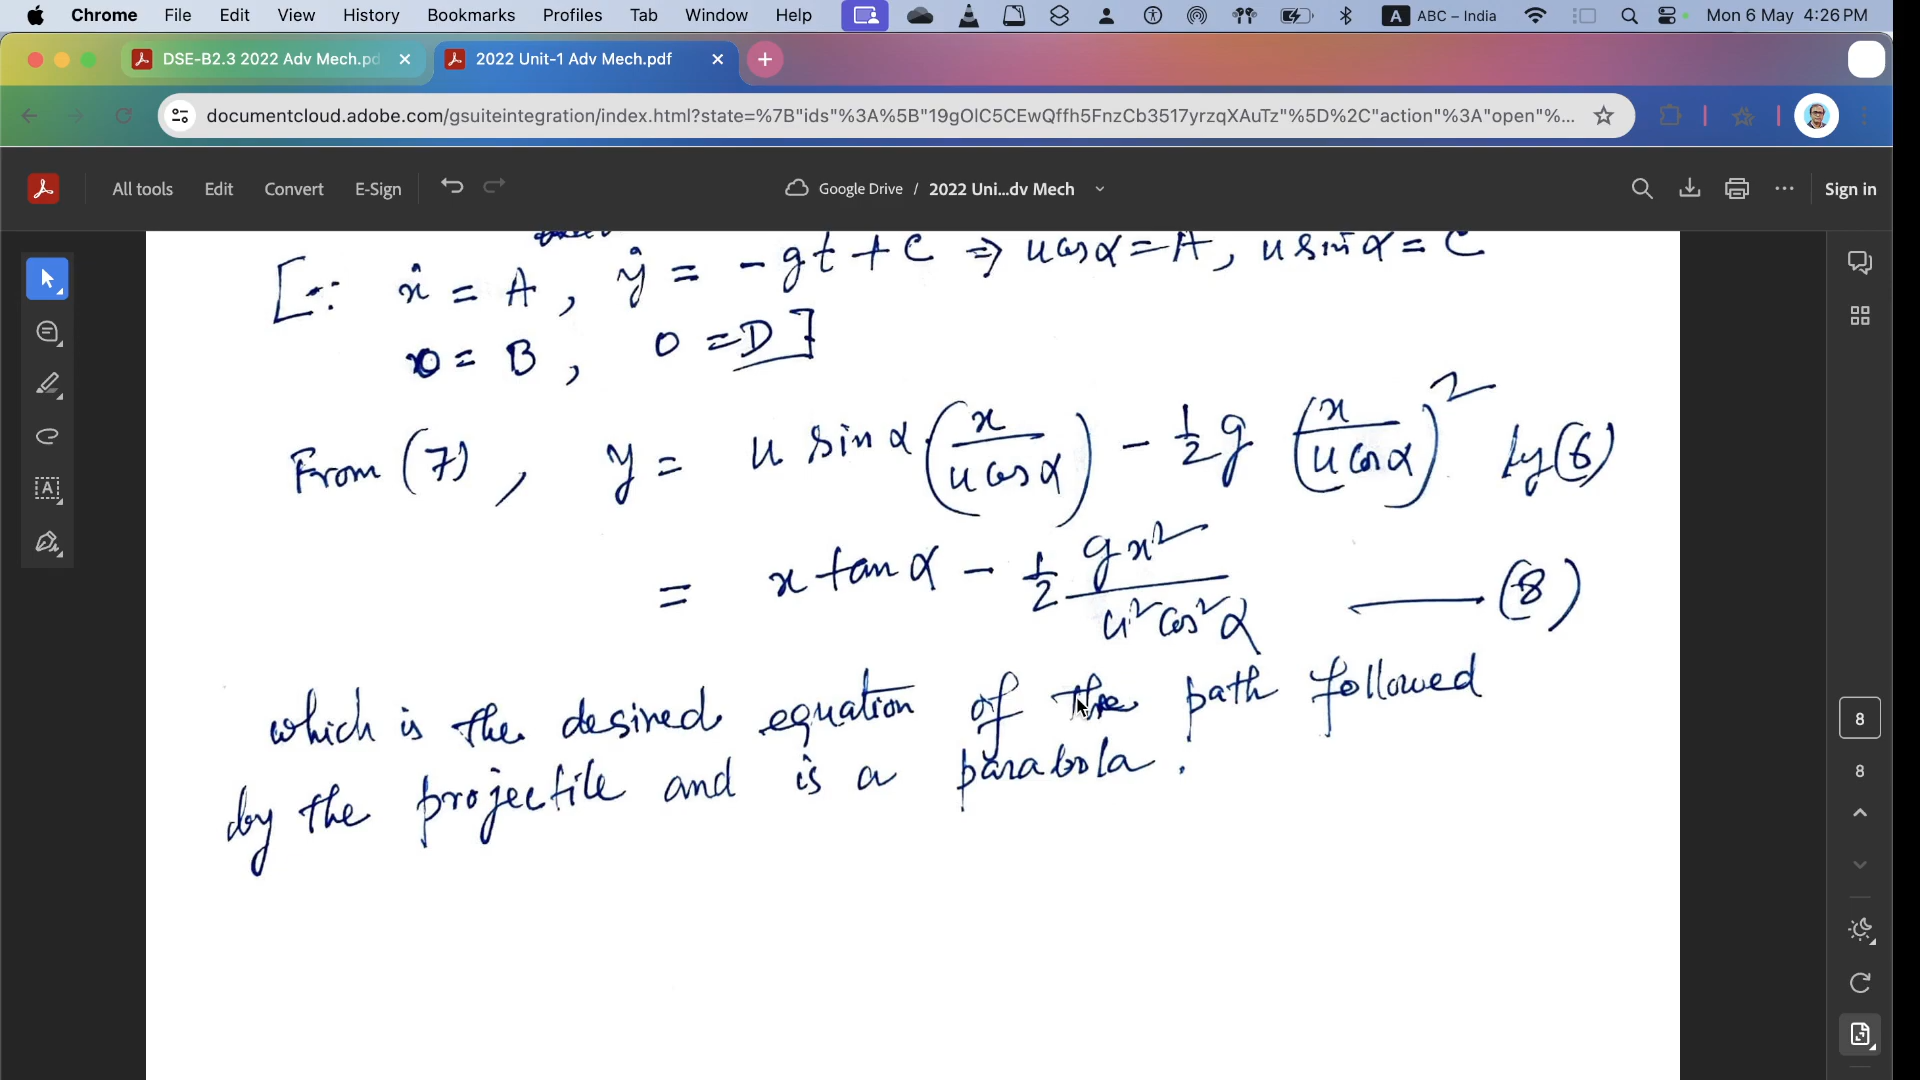 Chrome File Edit View History Bookmarks Profiles Tab Window Help A ABC – India Mon 6 May 4:26 PM
DSE-B2.3 2022 Adv Mech.pd 2022 Unit-1 Adv Mech.pdf
documentcloud.adobe.com/gsuiteintegration/index.html?state=%7B"ids"%3A%5B"19gOlC5CEwQffh5FnzCb3517yrzqXAuTz"%5D%2C"action"%3A"open"%...
All tools Edit Convert E-Sign Google Drive / 2022 Uni...dv Mech Sign in
[∵ ẋ = A, ẏ = -gt + C ⇒ u cos α = A, u sin α = C
0 = B, 0 = D]
From (7), y = u sin α (x / u cos α) - 1/2 g (x / u cos α)² by (6)
= x tan α - 1/2 gx² / u² cos² α —— (8)
which is the desired equation of the path followed
by the projectile and is a parabola.
8
8